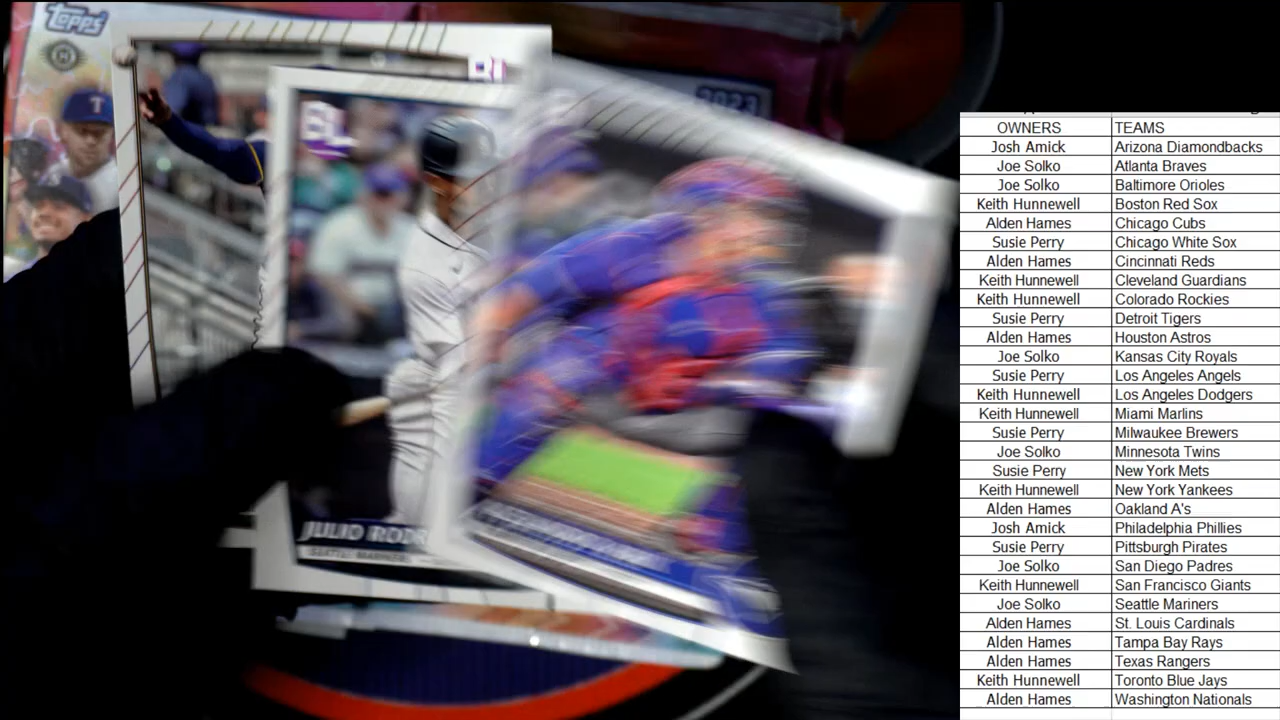 topps
H
T
BL
BL
2023
JULIO RODR
SEATTLE MARINERS
OWNERS TEAMS
Josh Amick Arizona Diamondbacks
Joe Solko Atlanta Braves
Joe Solko Baltimore Orioles
Keith Hunnewell Boston Red Sox
Alden Hames Chicago Cubs
Susie Perry Chicago White Sox
Alden Hames Cincinnati Reds
Keith Hunnewell Cleveland Guardians
Keith Hunnewell Colorado Rockies
Susie Perry Detroit Tigers
Alden Hames Houston Astros
Joe Solko Kansas City Royals
Susie Perry Los Angeles Angels
Keith Hunnewell Los Angeles Dodgers
Keith Hunnewell Miami Marlins
Susie Perry Milwaukee Brewers
Joe Solko Minnesota Twins
Susie Perry New York Mets
Keith Hunnewell New York Yankees
Alden Hames Oakland A's
Josh Amick Philadelphia Phillies
Susie Perry Pittsburgh Pirates
Joe Solko San Diego Padres
Keith Hunnewell San Francisco Giants
Joe Solko Seattle Mariners
Alden Hames St. Louis Cardinals
Alden Hames Tampa Bay Rays
Alden Hames Texas Rangers
Keith Hunnewell Toronto Blue Jays
Alden Hames Washington Nationals